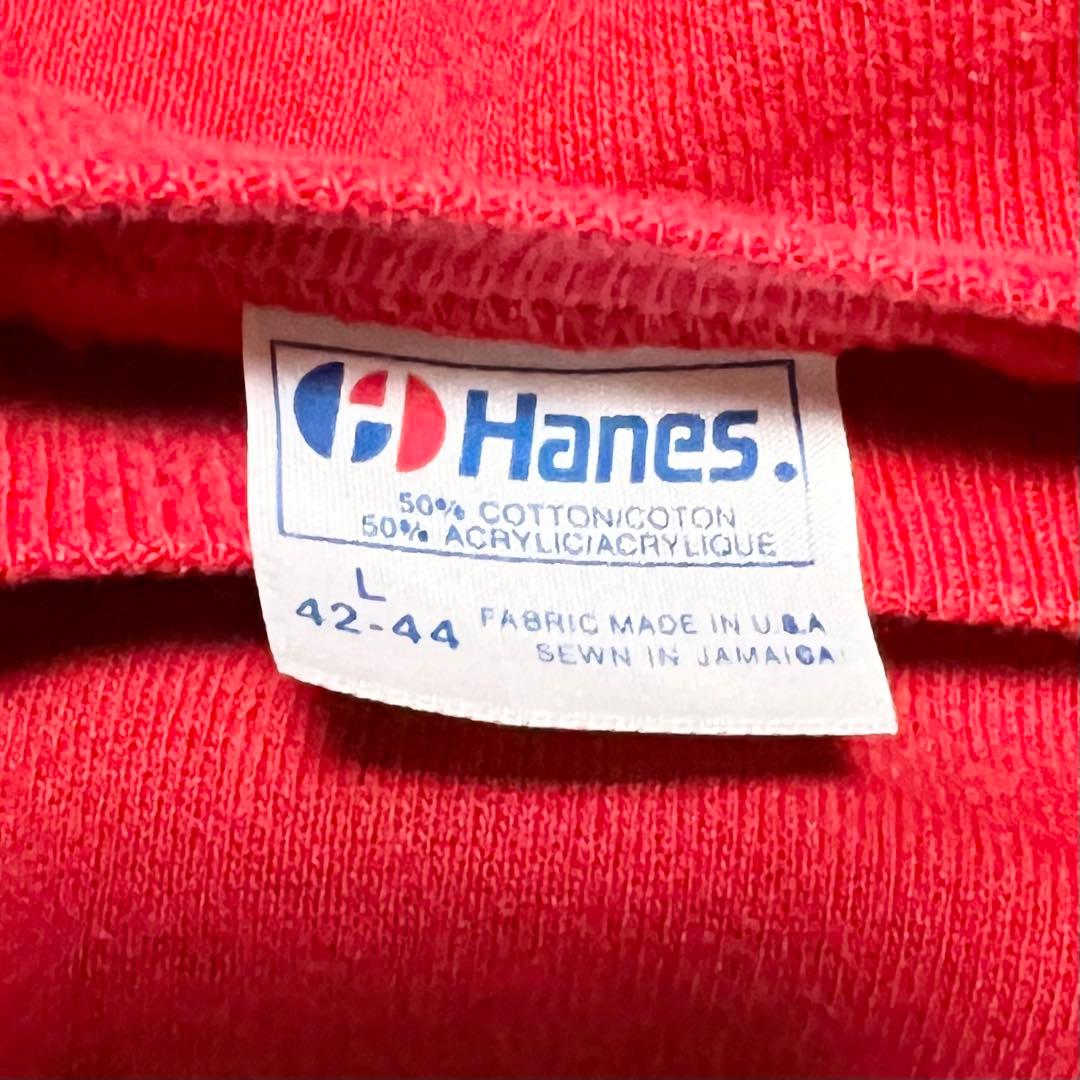 Hanes.
50% COTTON/COTON
50% ACRYLIC/ACRYLIQUE
L
42-44
FABRIC MADE IN U.S.A
SEWN IN JAMAICA